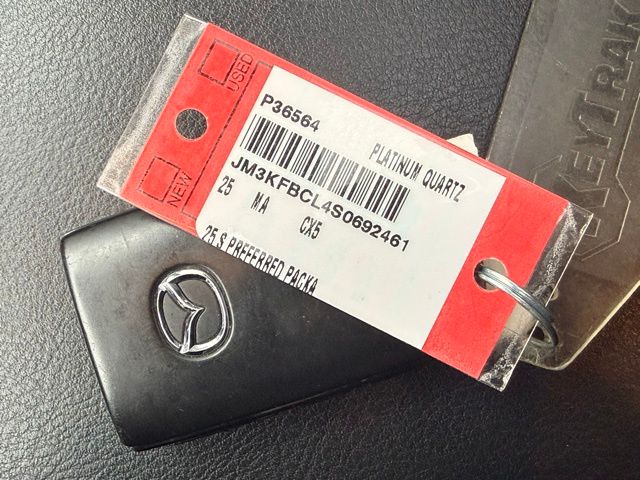 USED
NEW
P36564
PLATINUM QUARTZ
JM3KFBCL4S0692461
25 MA CX5
25 S PREFERRED PACKA
KEYTRAK